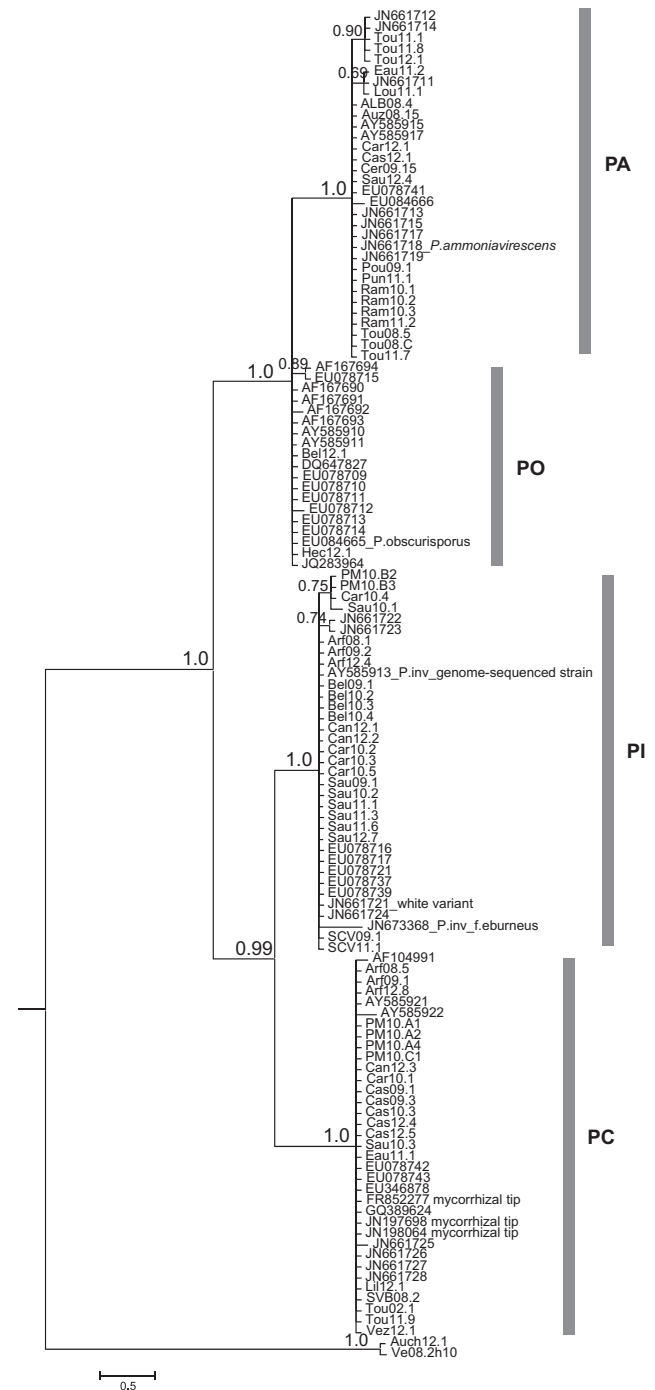 JN661712
0.90
JN661714
Tou11.1
Tou11.8
Tou12.1
Eau11.2
0.69
JN661711
Lou11.1
ALB08.4
Auz08.15
AY585915
AY585917
Car12.1
Cas12.1
PA
Cer09.15
Sau12.4
1.0
EU078741
EU084666
JN661713
JN661715
JN661717
JN661718_P.ammoniavirescens
JN661719
Pou09.1
Pun11.1
Ram10.1
Ram10.2
Ram10.3
Ram11.2
Tou08.5
Tou08.C
Tou11.7
0.89
AF167694
1.0
EU078715
AF167690
AF167691
AF167692
AF167693
AY585910
AY585911
Bel12.1
DQ647827
PO
EU078709
EU078710
EU078711
EU078712
EU078713
EU078714
EU084665_P.obscurisporus
Hec12.1
JQ283964
PM10.B2
0.75
PM10.B3
Car10.4
Sau10.1
0.74
JN661722
JN661723
Arf08.1
Arf09.2
1.0
Arf12.4
AY585913_P.inv_genome-sequenced strain
Bel09.1
Bel10.2
Bel10.3
Bel10.4
Can12.1
Can12.2
Car10.2
PI
1.0
Car10.3
Car10.5
Sau09.1
Sau10.2
Sau11.1
Sau11.3
Sau11.6
Sau12.7
EU078716
EU078717
EU078721
EU078737
EU078739
JN661721_white variant
JN661724
JN673368_P.inv_f.eburneus
SCV09.1
0.99
SCV11.1
AF104991
Arf08.5
Arf09.1
Arf12.8
AY585921
AY585922
PM10.A1
PM10.A2
PM10.A4
PM10.C1
Can12.3
Car10.1
Cas09.1
Cas09.3
Cas10.3
Cas12.4
Cas12.5
1.0
Sau10.3
PC
Eau11.1
EU078742
EU078743
EU346878
FR852277 mycorrhizal tip
GQ389624
JN197698 mycorrhizal tip
JN198064 mycorrhizal tip
JN661725
JN661726
JN661727
JN661728
Lil12.1
SVB08.2
Tou02.1
Tou11.9
Vez12.1
1.0
Auch12.1
Ve08.2h10
0.5